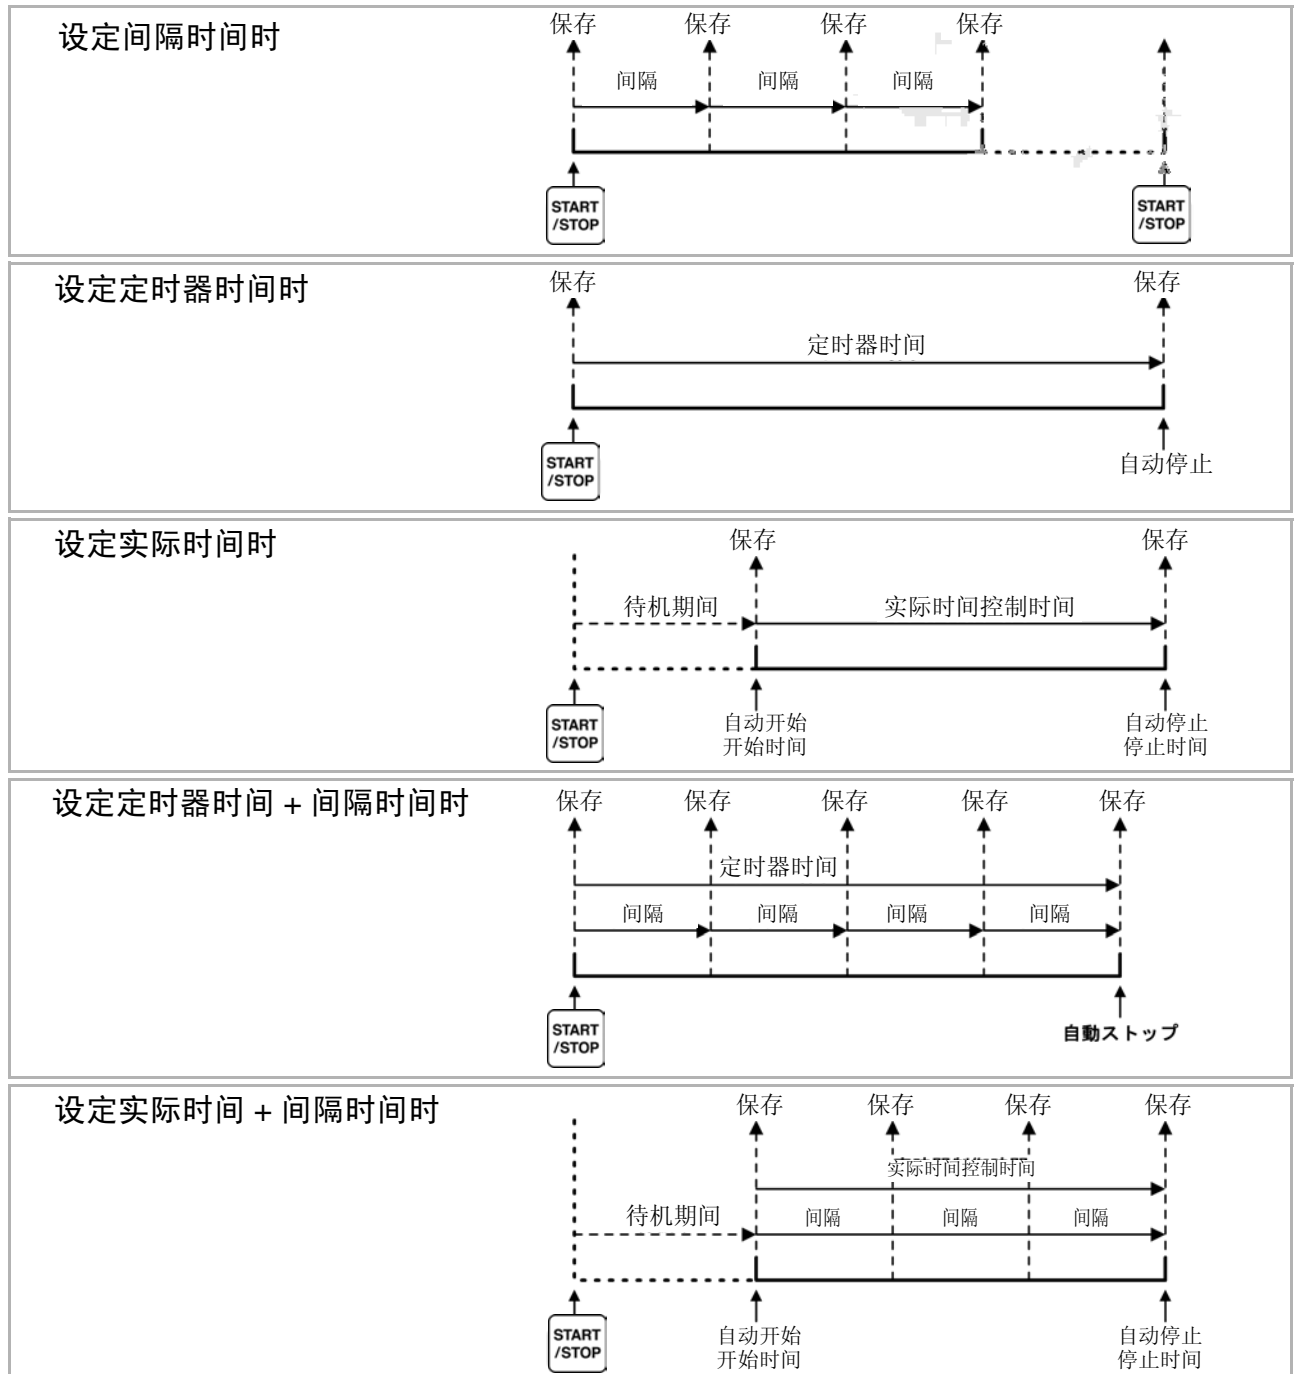 设定间隔时间时
保存 保存 保存 保存
间隔 间隔 间隔
START
/STOP
START
/STOP
设定定时器时间时
保存 保存
定时器时间
START
/STOP
自动停止
设定实际时间时
保存 保存
待机期间 实际时间控制时间
START
/STOP
自动开始
开始时间
自动停止
停止时间
设定定时器时间 + 间隔时间时
保存 保存 保存 保存 保存
定时器时间
间隔 间隔 间隔 间隔
START
/STOP
自動ストップ
设定实际时间 + 间隔时间时
保存 保存 保存 保存
实际时间控制时间
待机期间 间隔 间隔 间隔
START
/STOP
自动开始
开始时间
自动停止
停止时间